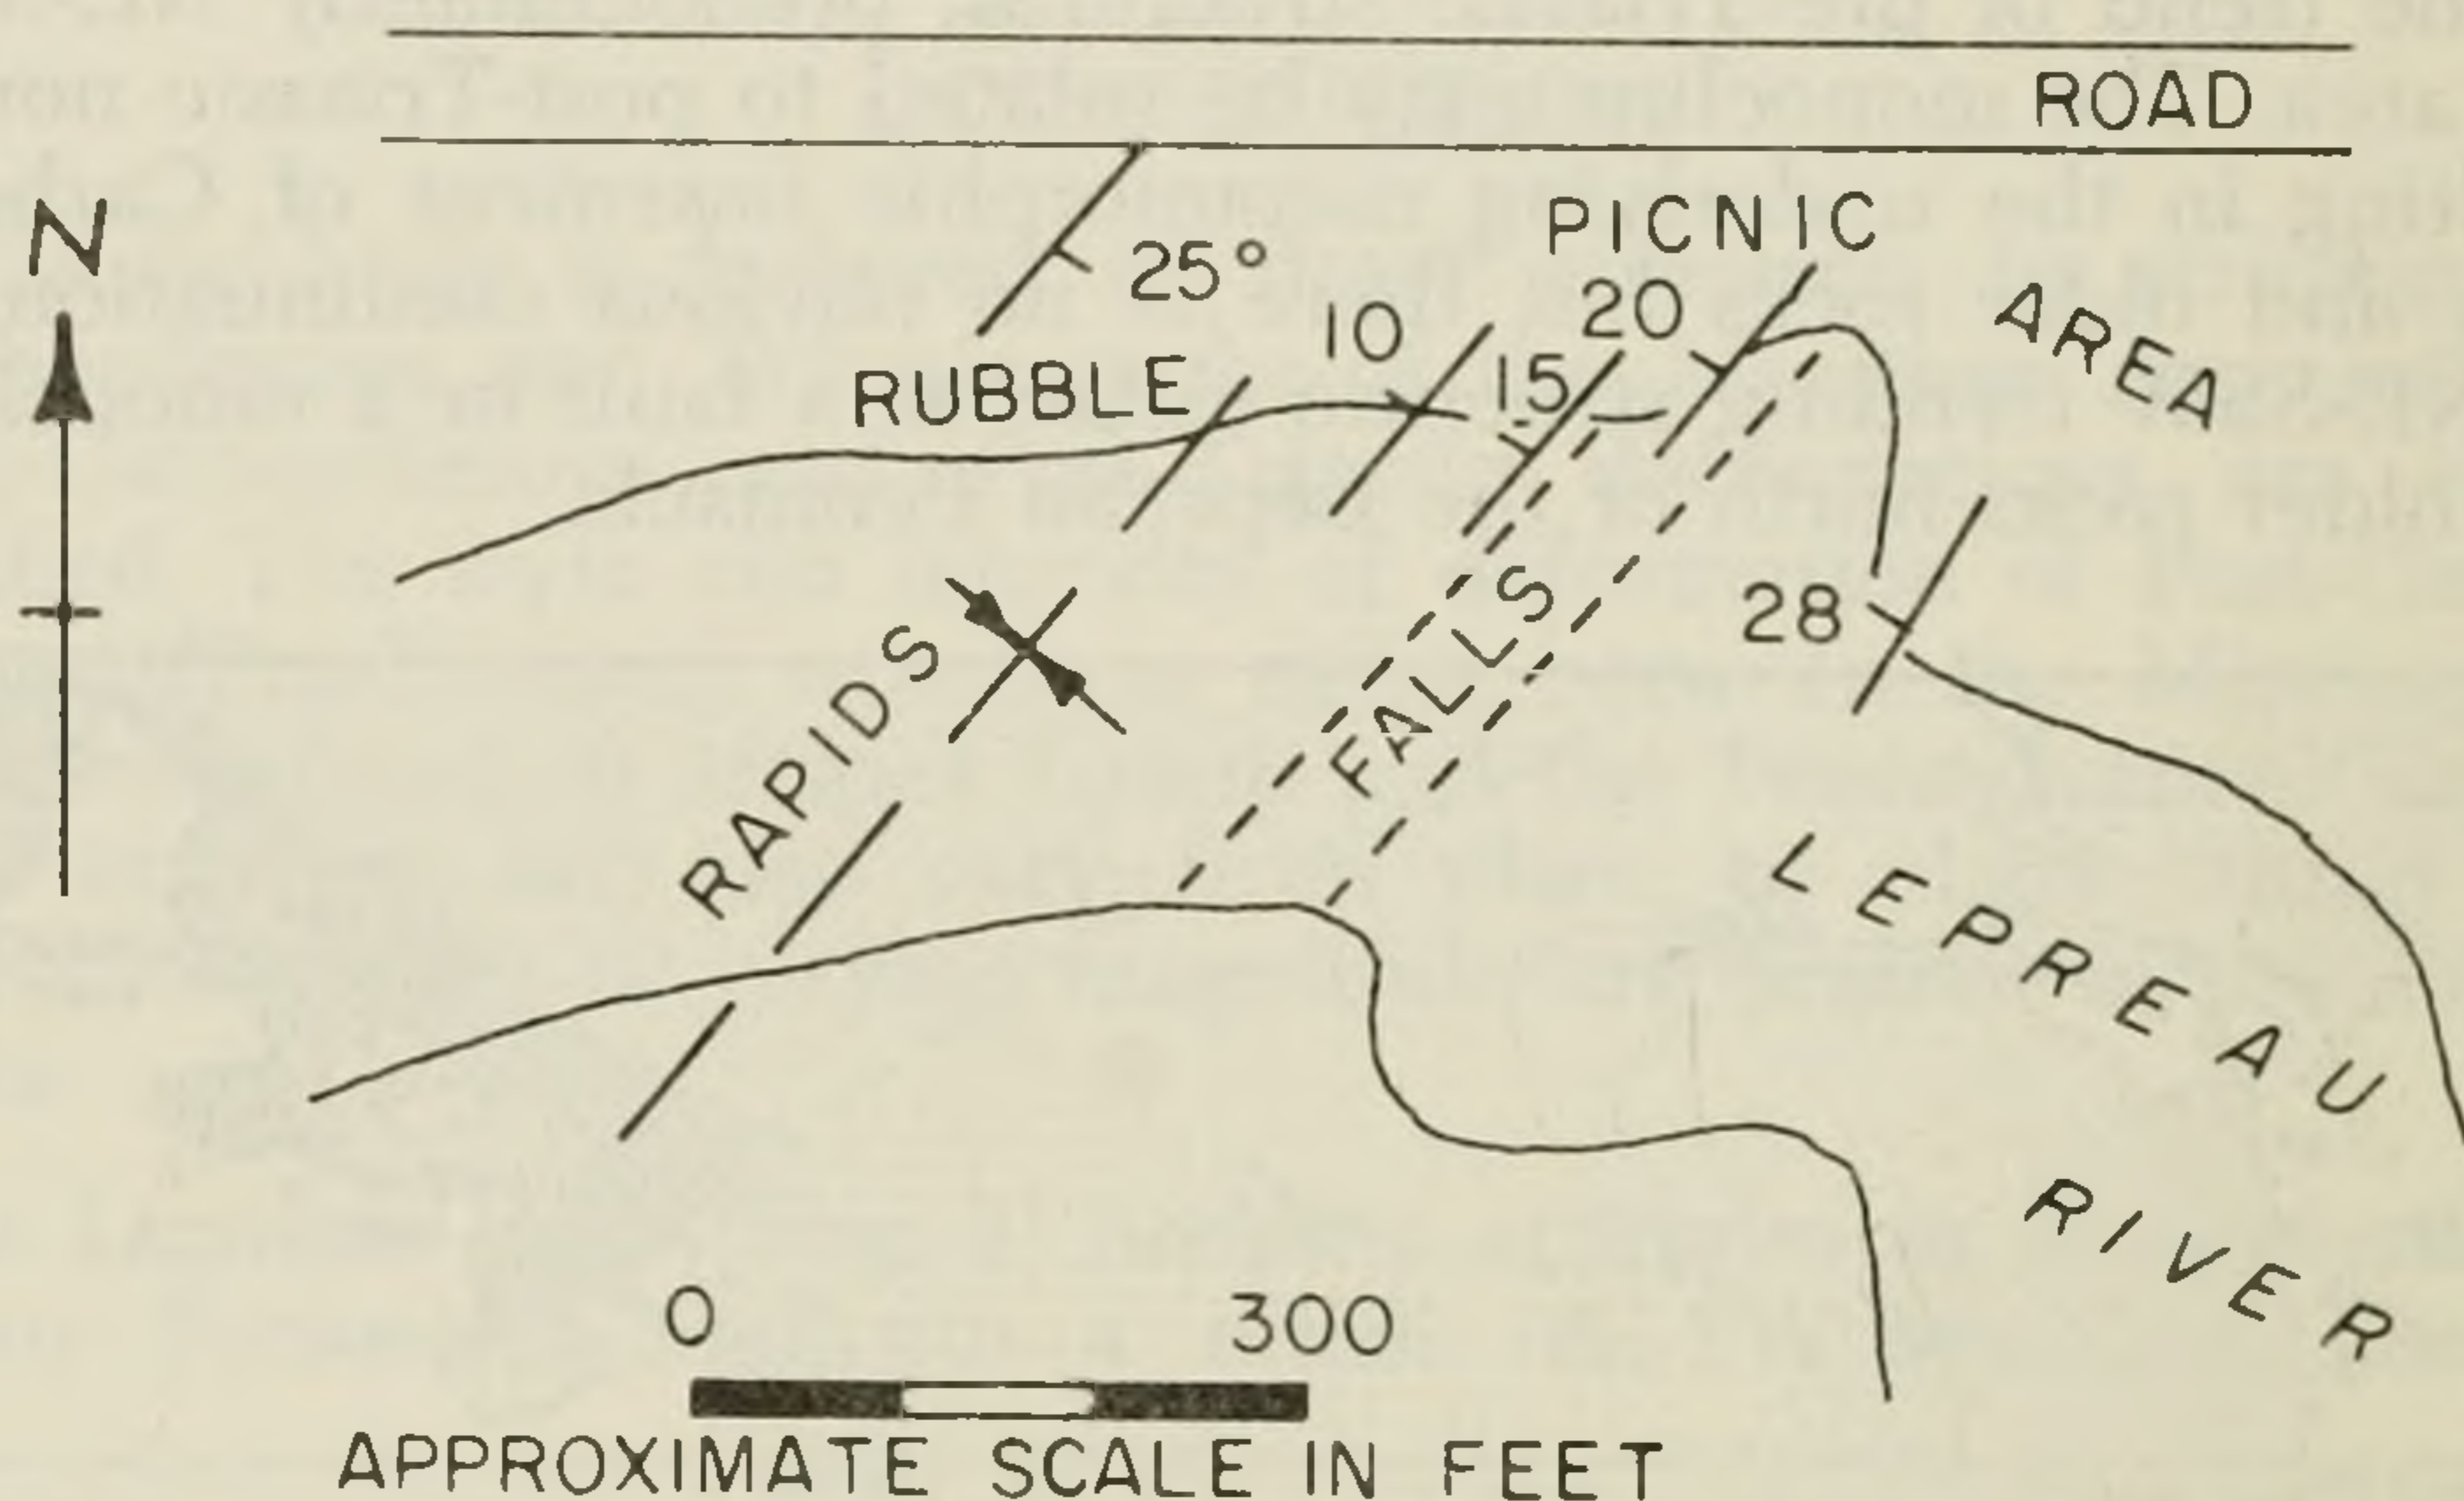 ROAD
N
PICNIC
25°
20
AREA
10
15
RUBBLE
28
RAPIDS
FALLS
LEPREAU
RIVER
0 300
APPROXIMATE SCALE IN FEET